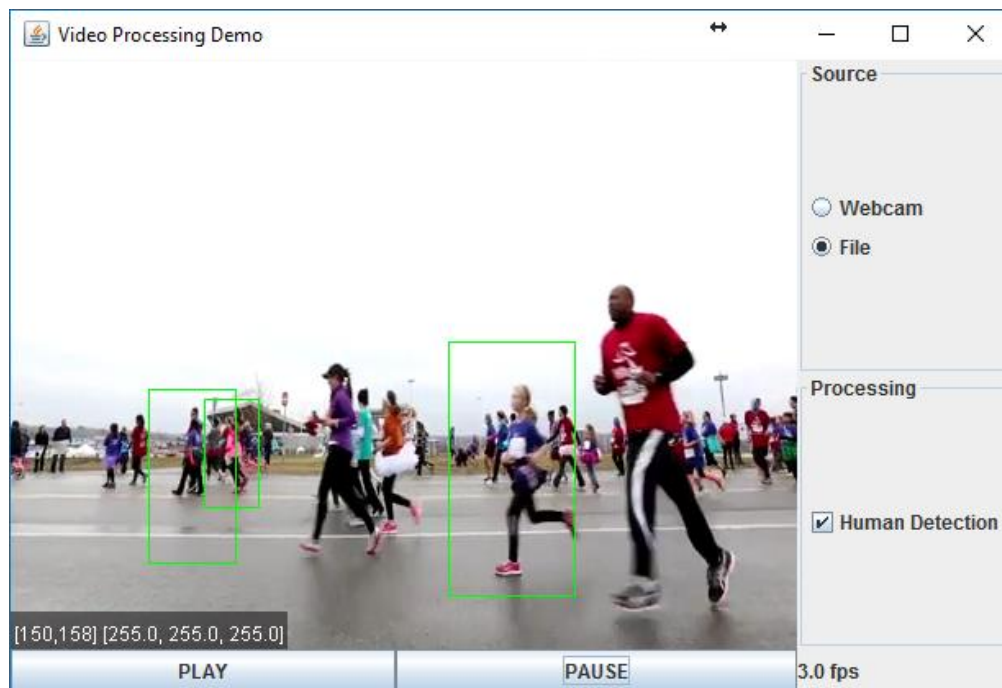 Video Processing Demo
Source
Webcam
File
Processing
Human Detection
[150,158] [255.0, 255.0, 255.0]
PLAY
PAUSE
3.0 fps